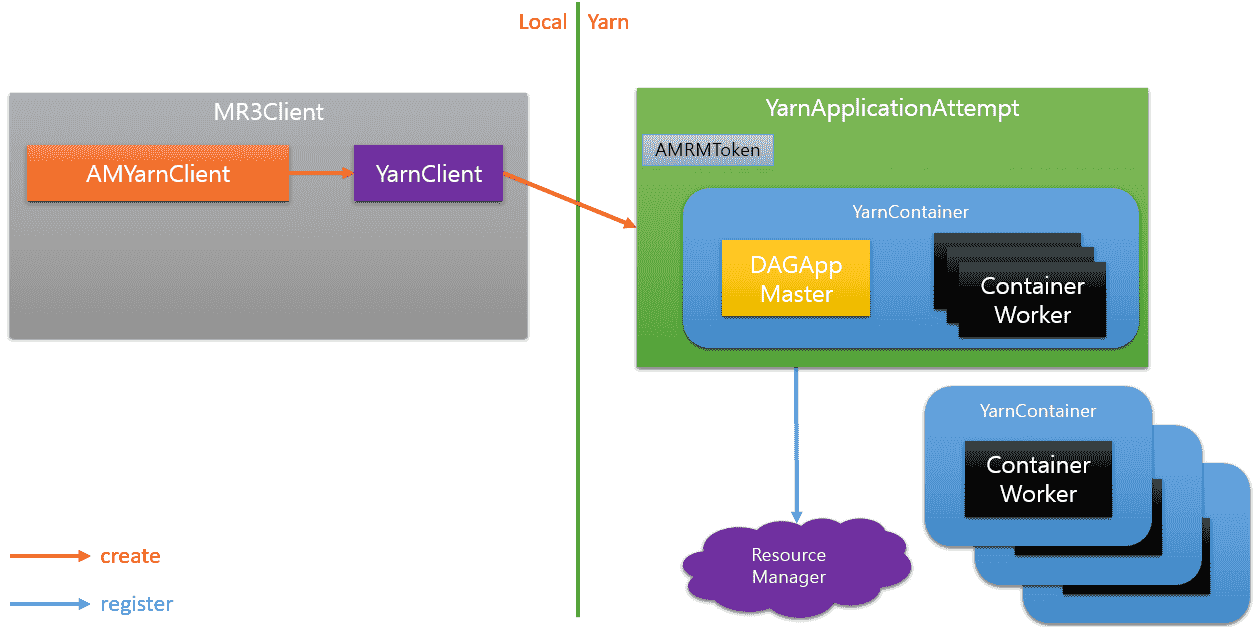 Local
Yarn
MR3Client
AMYarnClient
YarnClient
YarnApplicationAttempt
AMRMToken
YarnContainer
DAGApp
Master
Container
Worker
YarnContainer
Container
Worker
Resource
Manager
create
register